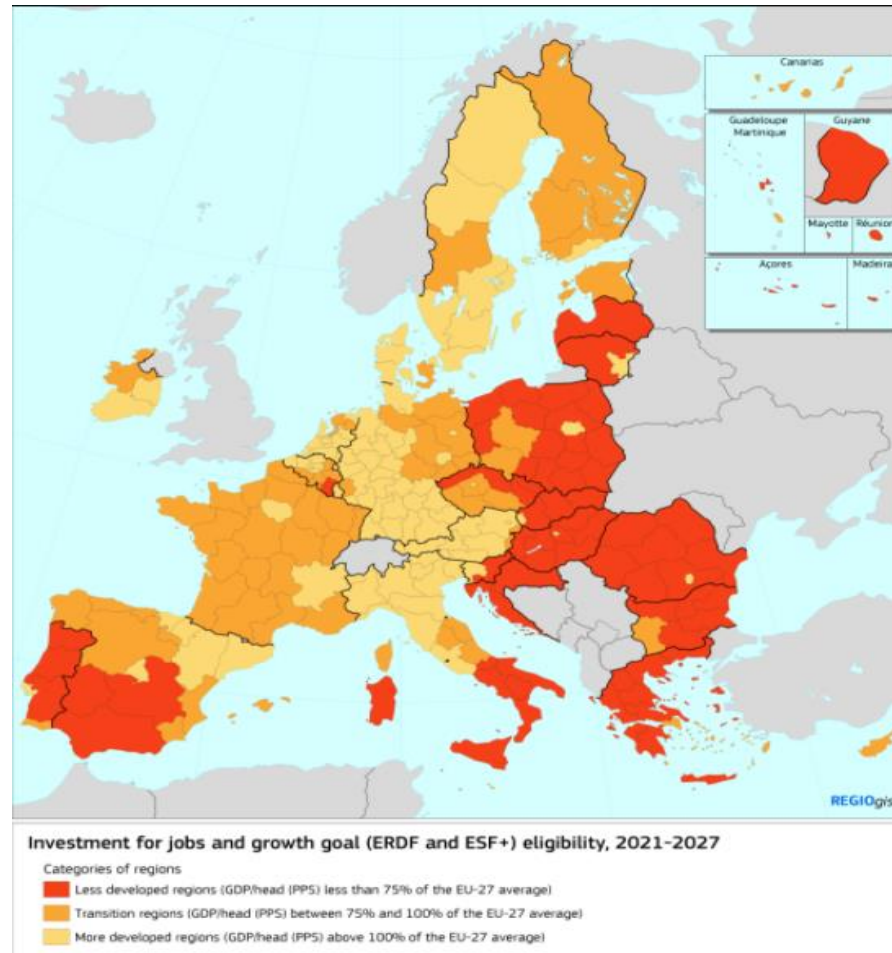 Canarias
Guadeloupe
Martinique
Guyane
Mayotte
Réunion
Açores
Madeira
REGIOgis
Investment for jobs and growth goal (ERDF and ESF+) eligibility, 2021-2027
Categories of regions
Less developed regions (GDP/head (PPS) less than 75% of the EU-27 average)
Transition regions (GDP/head (PPS) between 75% and 100% of the EU-27 average)
More developed regions (GDP/head (PPS) above 100% of the EU-27 average)